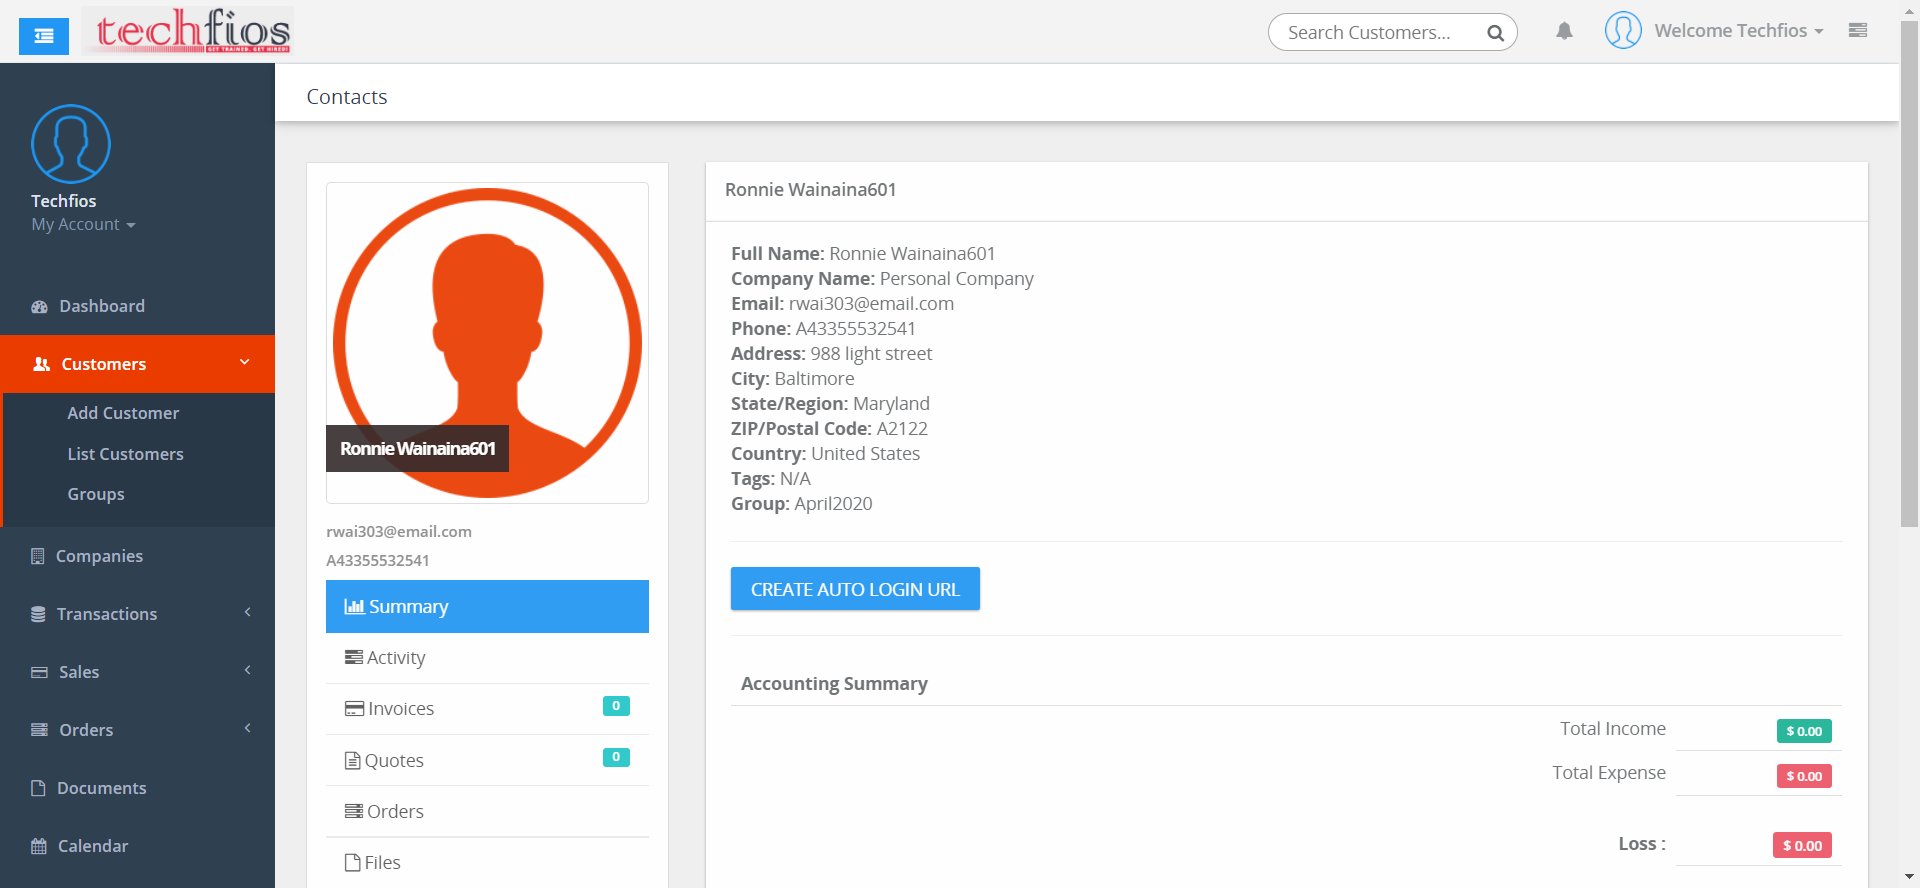 techfios
GET TRAINED. GET HIRED!
Search Customers...
Welcome Techfios
Techfios
My Account
Dashboard
Customers
Add Customer
List Customers
Groups
Companies
Transactions
Sales
Orders
Documents
Calendar
Contacts
Ronnie Wainaina601
rwai303@email.com
A43355532541
Summary
Activity
Invoices 0
Quotes 0
Orders
Files
Ronnie Wainaina601
Full Name: Ronnie Wainaina601
Company Name: Personal Company
Email: rwai303@email.com
Phone: A43355532541
Address: 988 light street
City: Baltimore
State/Region: Maryland
ZIP/Postal Code: A2122
Country: United States
Tags: N/A
Group: April2020
CREATE AUTO LOGIN URL
Accounting Summary
Total Income $ 0.00
Total Expense $ 0.00
Loss : $ 0.00